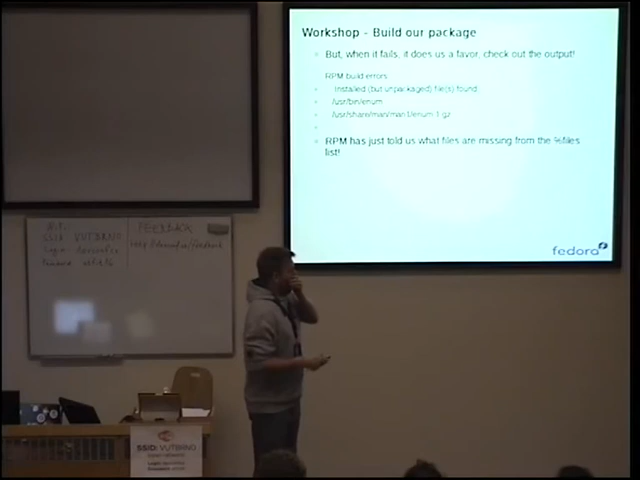 Workshop - Build our package
But, when it fails, it does us a favor, check out the output!
RPM build errors:
Installed (but unpackaged) file(s) found:
/usr/bin/enum
/usr/share/man/man1/enum.1.gz
RPM has just told us what files are missing from the %files
list!
fedora
SSID VUTBRNO
FEEDBACK
SSID: VUTBRNO